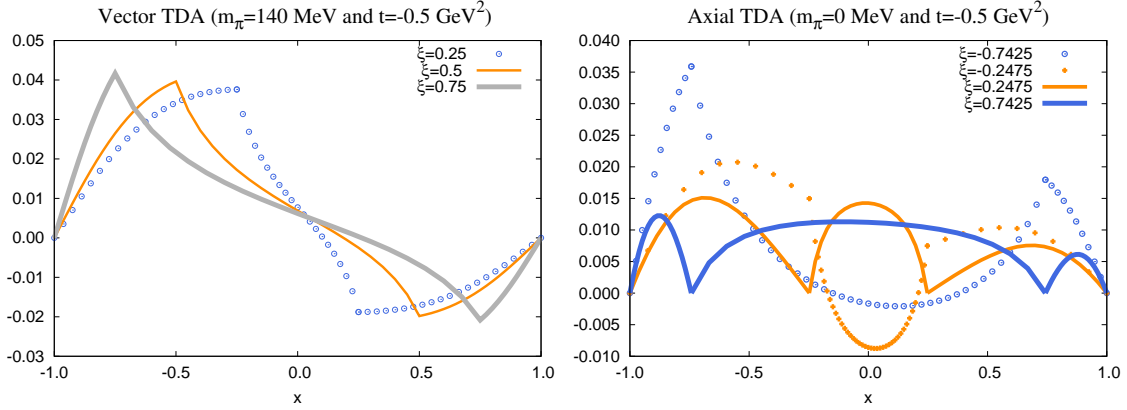 Vector TDA (mπ=140 MeV and t=-0.5 GeV²)
ξ=0.25
ξ=0.5
ξ=0.75
0.05
0.04
0.03
0.02
0.01
0.00
-0.01
-0.02
-0.03
-1.0 -0.5 0.0 0.5 1.0
x
Axial TDA (mπ=0 MeV and t=-0.5 GeV²)
ξ=-0.7425
ξ=-0.2475
ξ=0.2475
ξ=0.7425
0.040
0.035
0.030
0.025
0.020
0.015
0.010
0.005
0.000
-0.005
-0.010
-1.0 -0.5 0.0 0.5 1.0
x